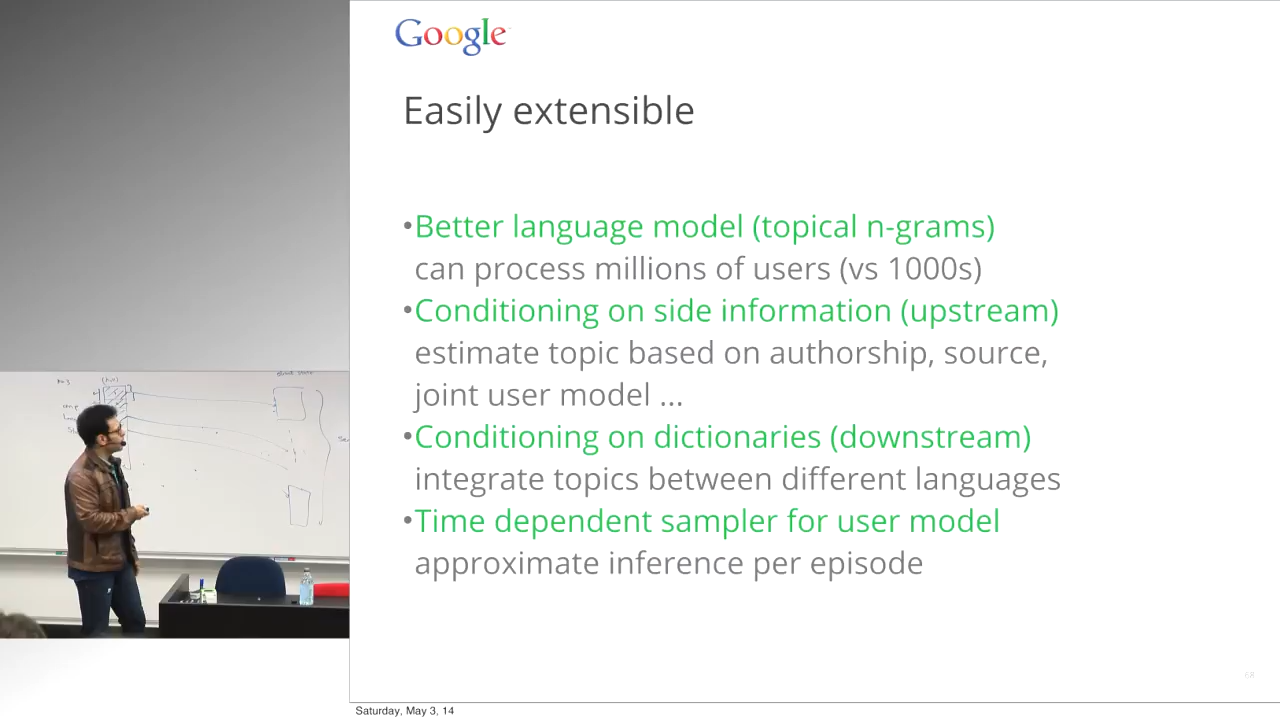 Google
Easily extensible
•Better language model (topical n-grams)
can process millions of users (vs 1000s)
•Conditioning on side information (upstream)
estimate topic based on authorship, source,
joint user model ...
•Conditioning on dictionaries (downstream)
integrate topics between different languages
•Time dependent sampler for user model
approximate inference per episode
Saturday, May 3, 14